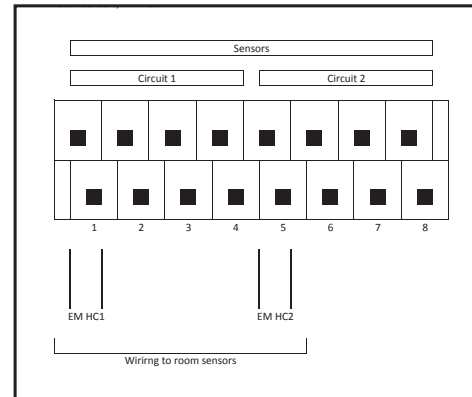 Sensors
Circuit 1 Circuit 2
1 2 3 4 5 6 7 8
EM HC1 EM HC2
Wirirng to room sensors